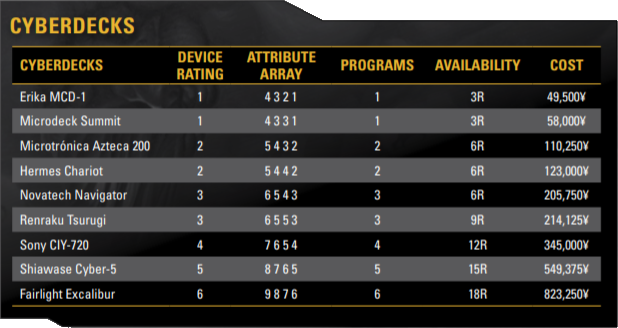 CYBERDECKS
CYBERDECKS DEVICE RATING ATTRIBUTE ARRAY PROGRAMS AVAILABILITY COST
Erika MCD-1 1 4 3 2 1 1 3R 49,500¥
Microdeck Summit 1 4 3 3 1 1 3R 58,000¥
Microtrónica Azteca 200 2 5 4 3 2 2 6R 110,250¥
Hermes Chariot 2 5 4 4 2 2 6R 123,000¥
Novatech Navigator 3 6 5 4 3 3 6R 205,750¥
Renraku Tsurugi 3 6 5 5 3 3 9R 214,125¥
Sony CIY-720 4 7 6 5 4 4 12R 345,000¥
Shiawase Cyber-5 5 8 7 6 5 5 15R 549,375¥
Fairlight Excalibur 6 9 8 7 6 6 18R 823,250¥